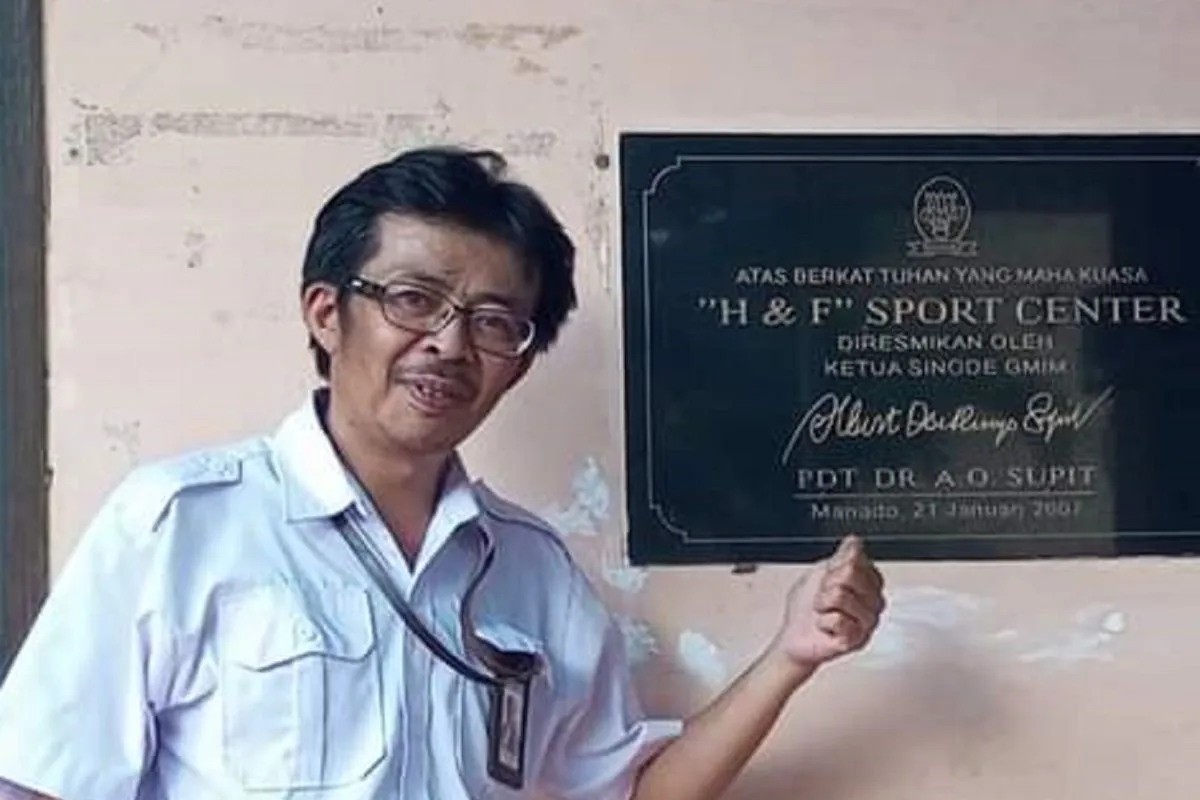 ATAS BERKAT TUHAN YANG MAHA KUASA
"H & F" SPORT CENTER
DIRESMIKAN OLEH
KETUA SINODE GMIM
PDT DR A.O. SUPIT
Manado, 21 Januari 2007